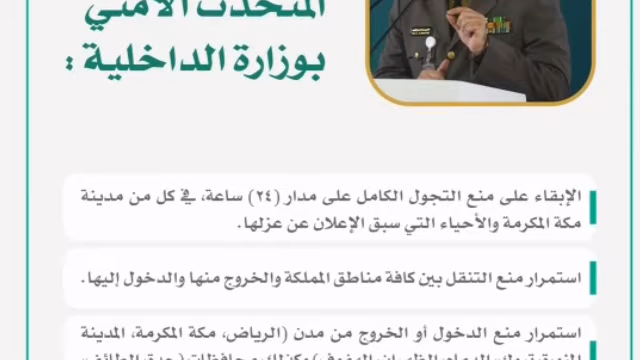 المتحدث الأمني
بوزارة الداخلية :
الإبقاء على منع التجول الكامل على مدار (٢٤) ساعة، في كل من مدينة
مكة المكرمة والأحياء التي سبق الإعلان عن عزلها.
استمرار منع التنقل بين كافة مناطق المملكة والخروج منها والدخول إليها.
استمرار منع الدخول أو الخروج من مدن (الرياض، مكة المكرمة، المدينة